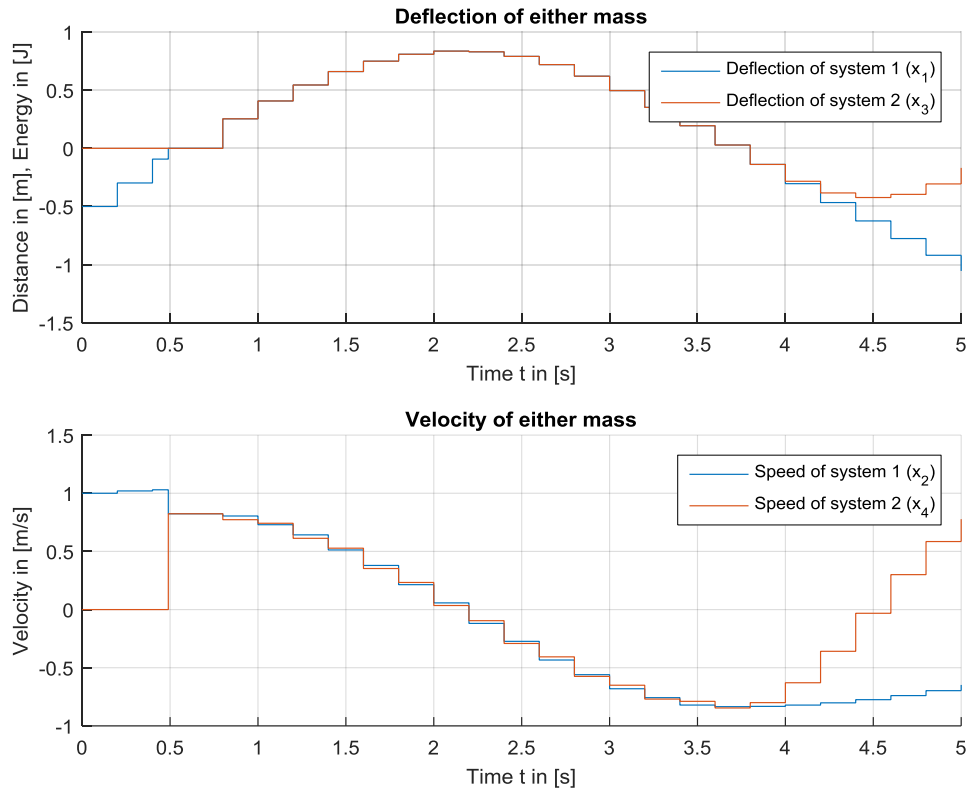 Deflection of either mass
Distance in [m], Energy in [J]
1
0.5
0
-0.5
-1
-1.5
Deflection of system 1 (x₁)
Deflection of system 2 (x₃)
0 0.5 1 1.5 2 2.5 3 3.5 4 4.5 5
Time t in [s]
Velocity of either mass
Velocity in [m/s]
1.5
1
0.5
0
-0.5
-1
Speed of system 1 (x₂)
Speed of system 2 (x₄)
0 0.5 1 1.5 2 2.5 3 3.5 4 4.5 5
Time t in [s]